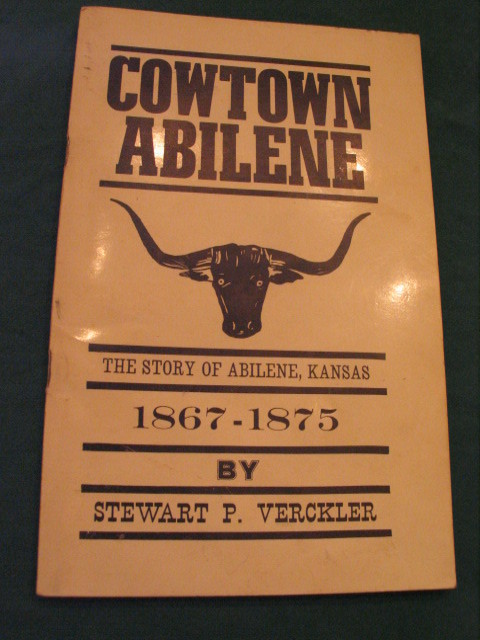 COWTOWN
ABILENE
THE STORY OF ABILENE, KANSAS
1867-1875
BY
STEWART P. VERCKLER